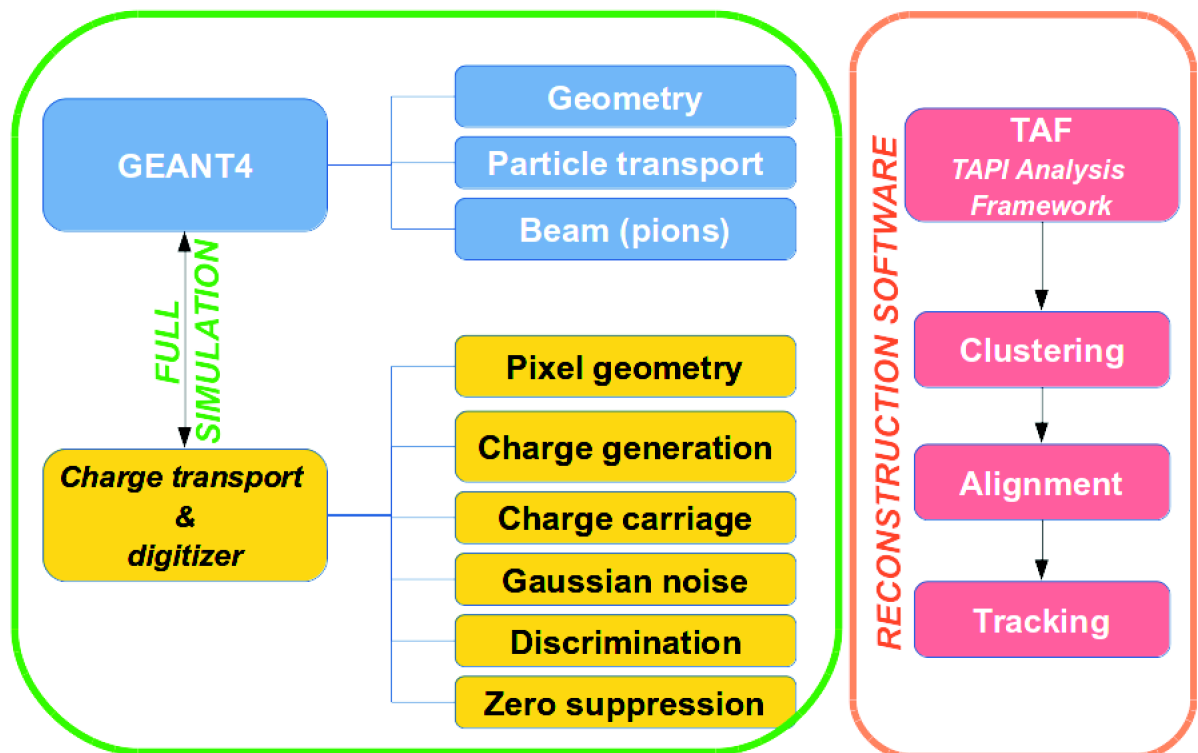 GEANT4
Geometry
Particle transport
Beam (pions)
FULL
SIMULATION
Charge transport
&
digitizer
Pixel geometry
Charge generation
Charge carriage
Gaussian noise
Discrimination
Zero suppression
RECONSTRUCTION SOFTWARE
TAF
TAPI Analysis
Framework
Clustering
Alignment
Tracking